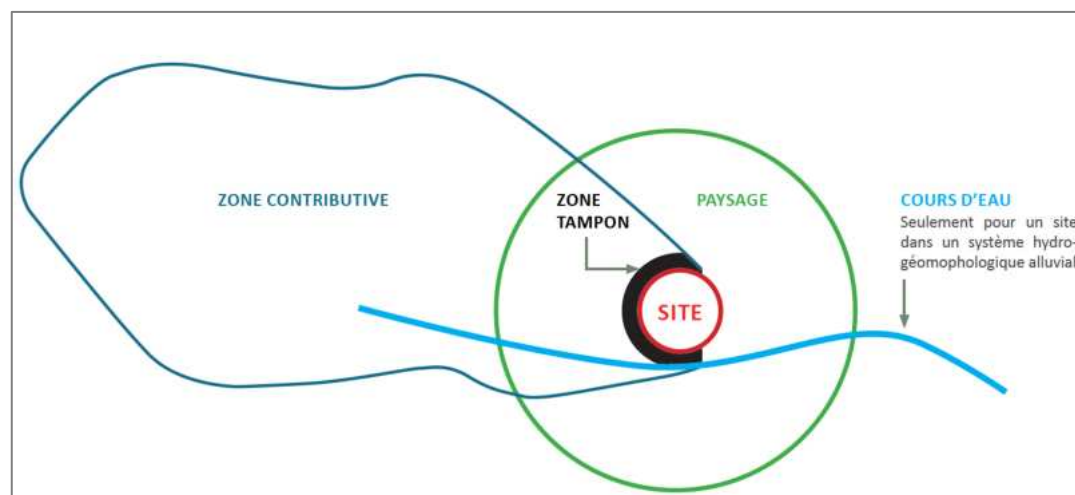 ZONE CONTRIBUTIVE
ZONE
TAMPON
PAYSAGE
COURS D'EAU
Seulement pour un site
dans un système hydro-
géomophologique alluvial
SITE